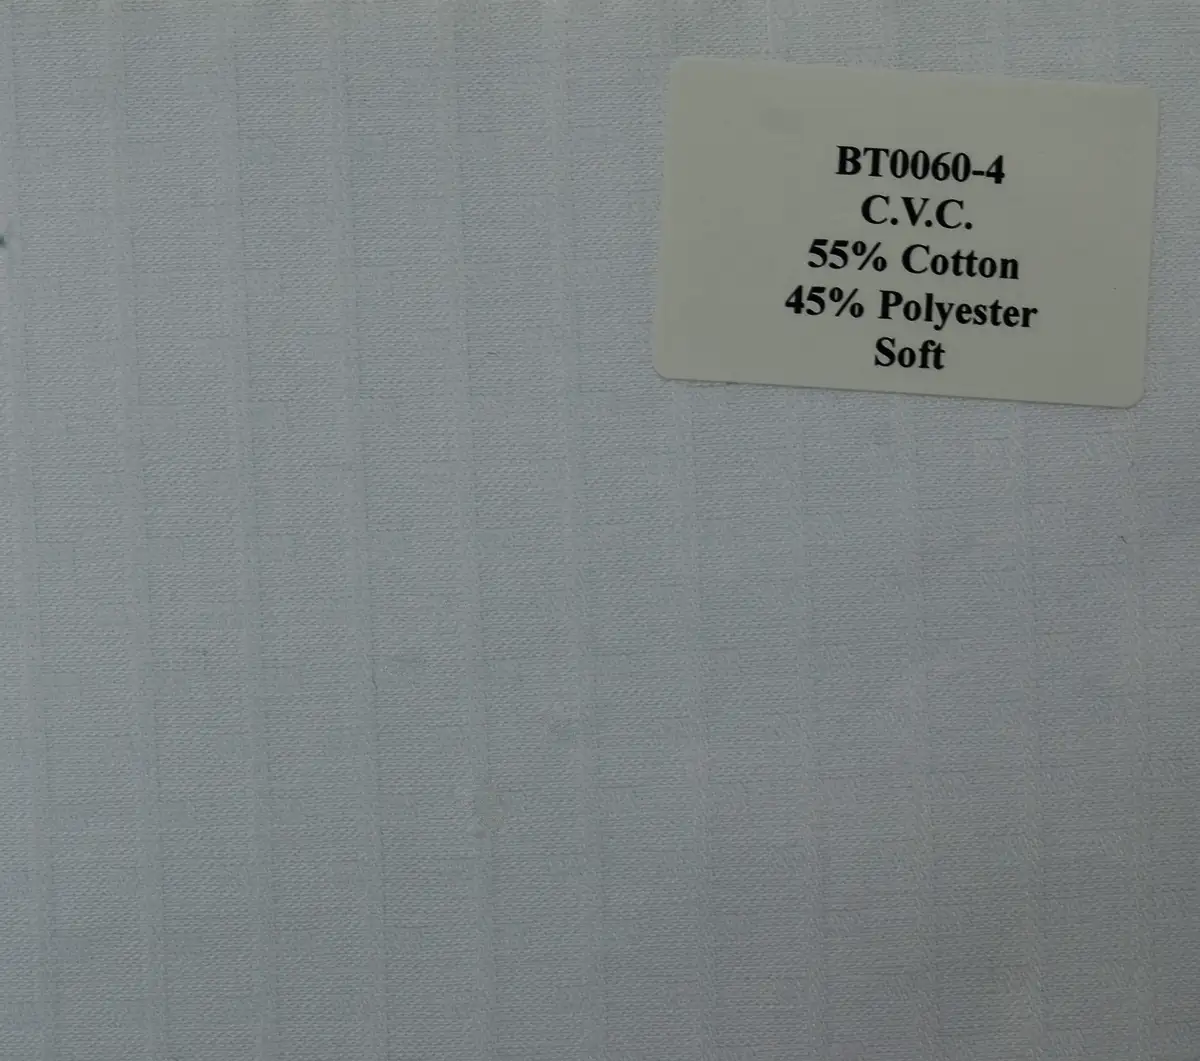 BT0060-4
C.V.C.
55% Cotton
45% Polyester
Soft